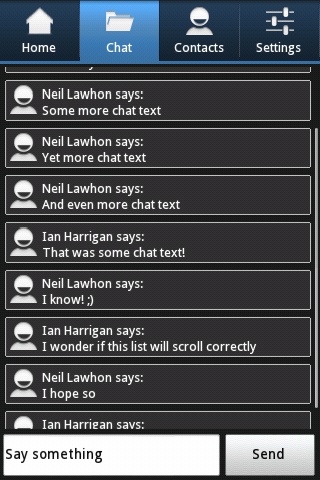 Home Chat Contacts Settings
Neil Lawhon says:
Some more chat text
Neil Lawhon says:
Yet more chat text
Neil Lawhon says:
And even more chat text
Ian Harrigan says:
That was some chat text!
Neil Lawhon says:
I know! ;)
Ian Harrigan says:
I wonder if this list will scroll correctly
Neil Lawhon says:
I hope so
Ian Harrigan says:
Say something Send